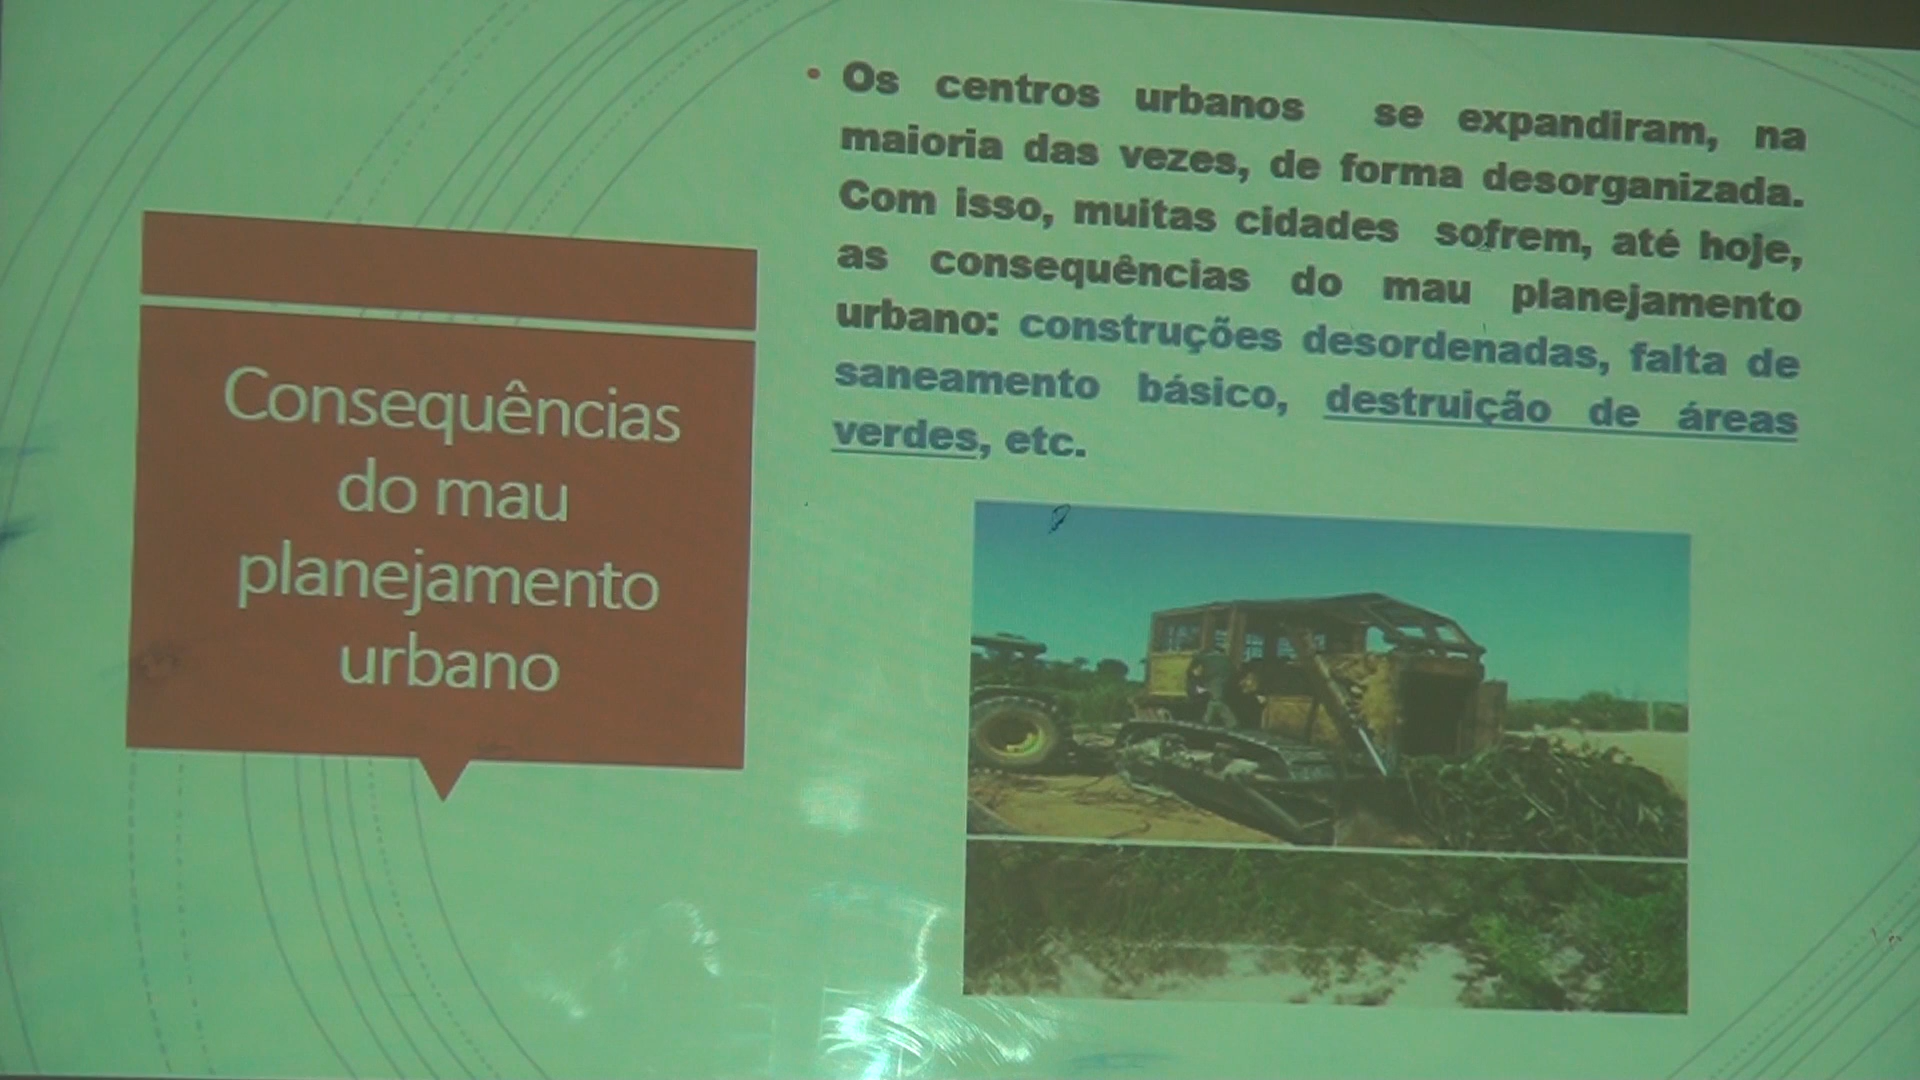 Consequências
do mau
planejamento
urbano
• Os centros urbanos se expandiram, na
maioria das vezes, de forma desorganizada.
Com isso, muitas cidades sofrem, até hoje,
as consequências do mau planejamento
urbano: construções desordenadas, falta de
saneamento básico, destruição de áreas
verdes, etc.